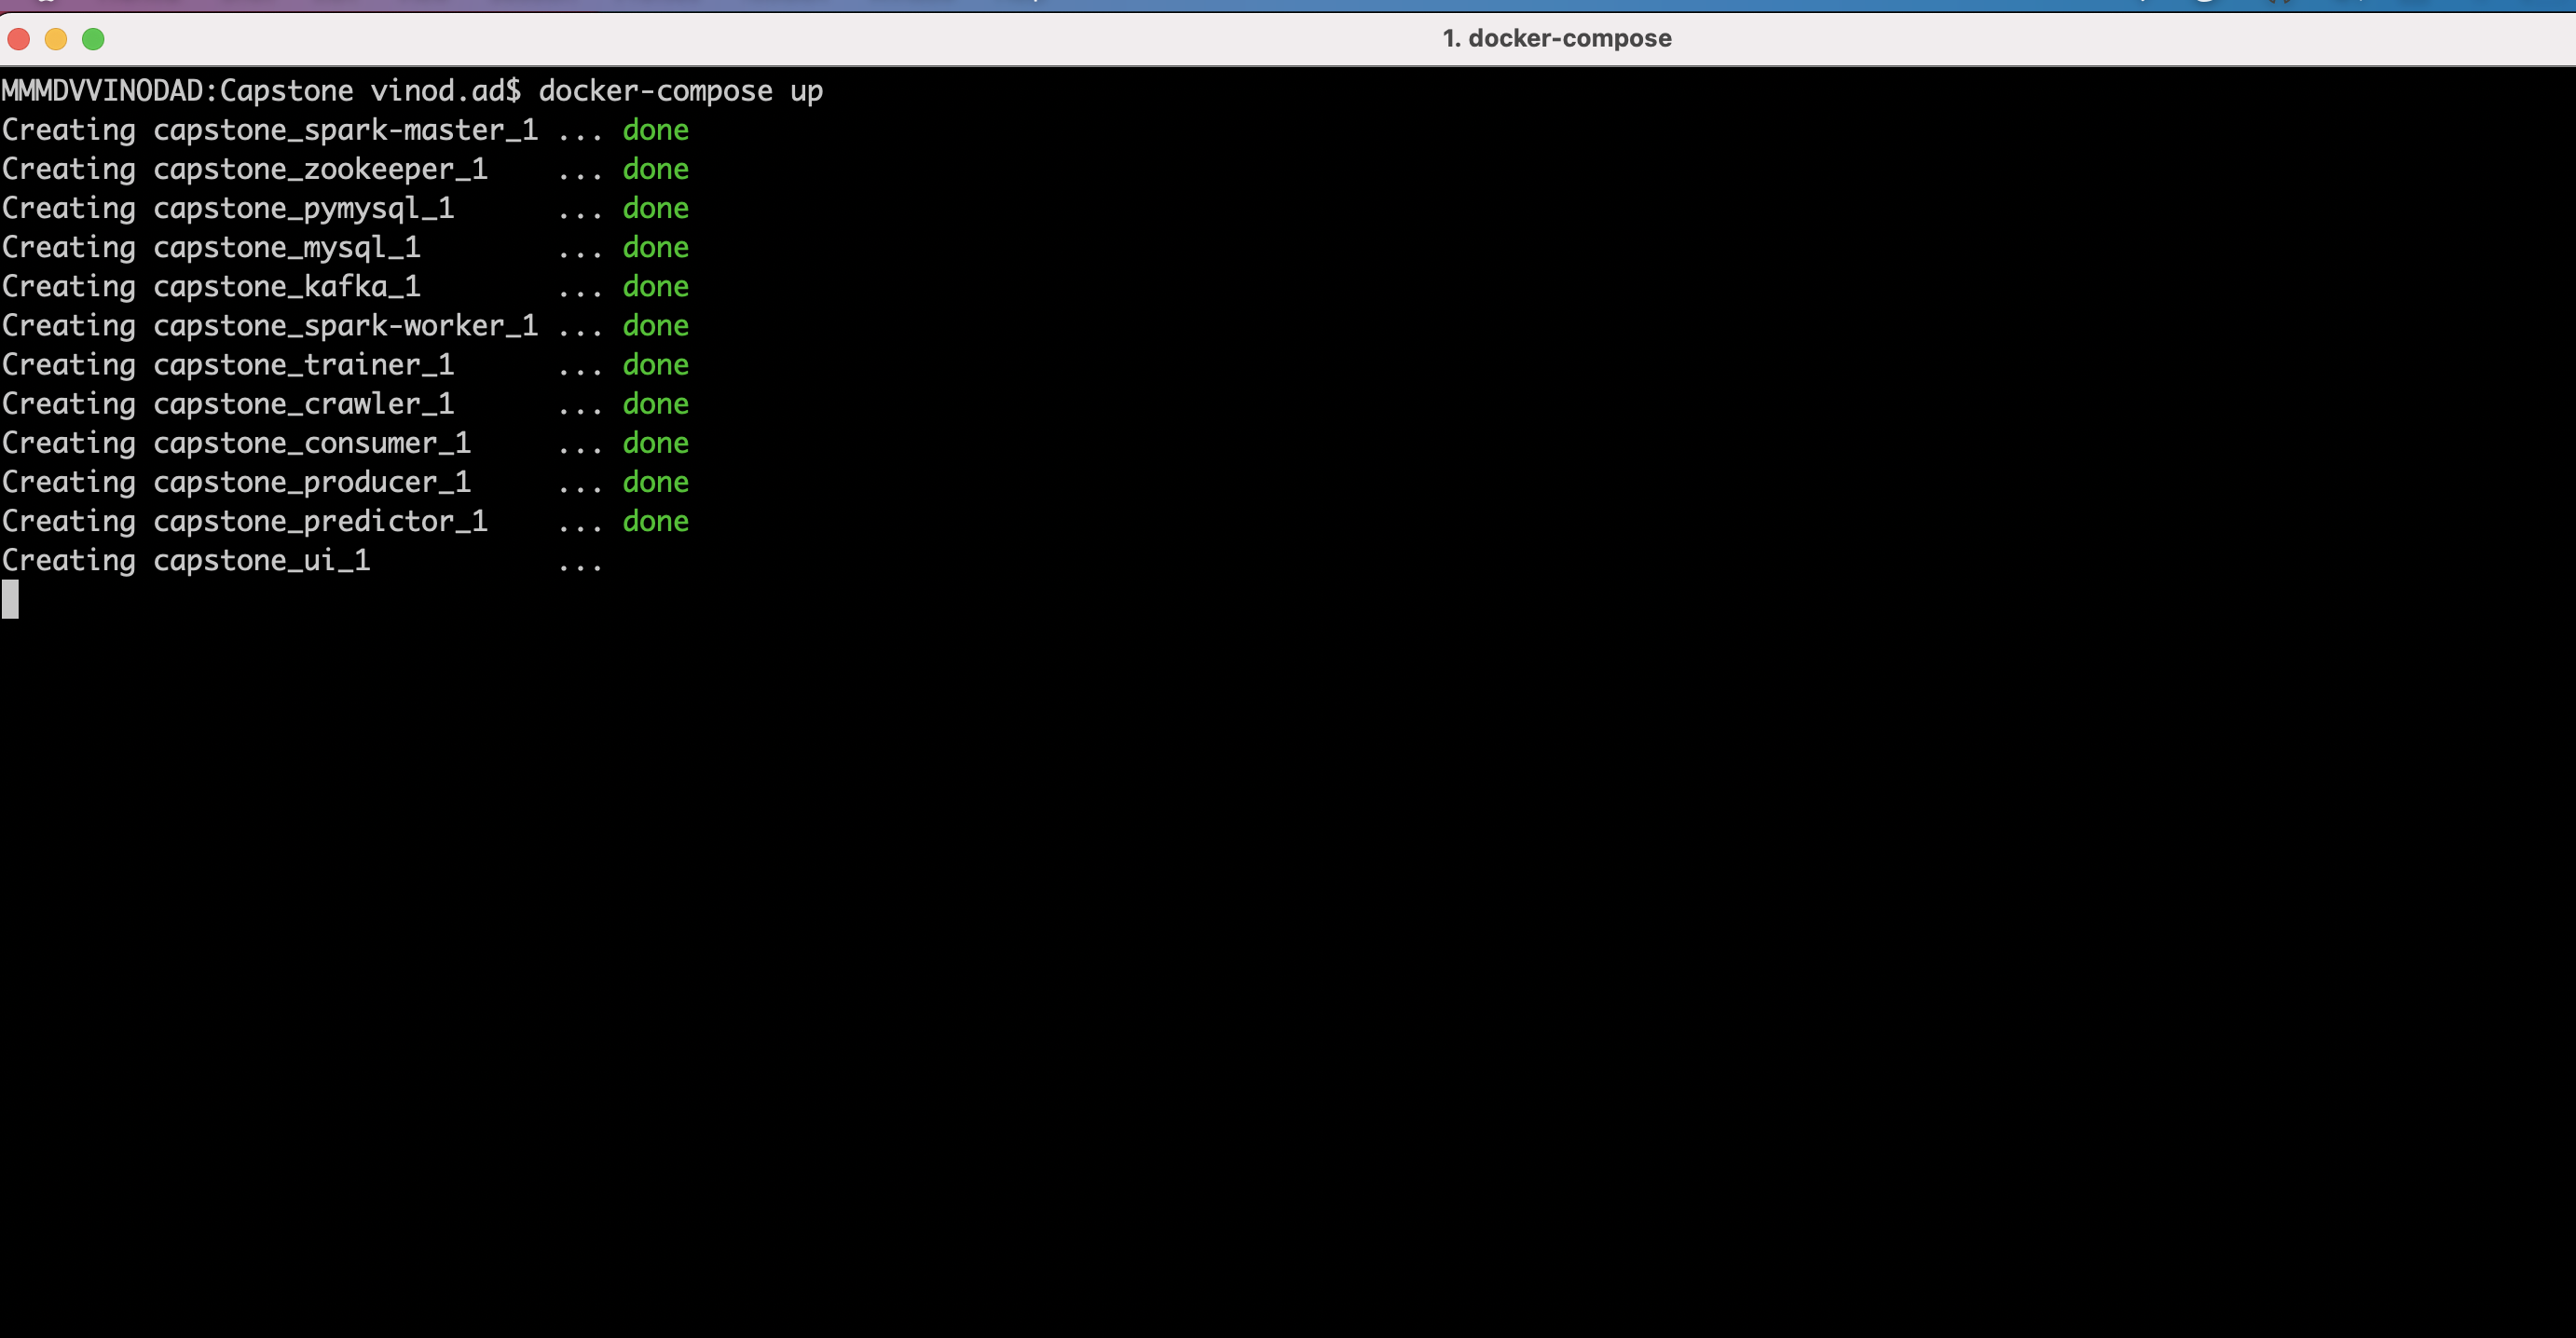 1. docker-compose
MMMDVVINODAD:Capstone vinod.ad$ docker-compose up
Creating capstone_spark-master_1 ... done
Creating capstone_zookeeper_1    ... done
Creating capstone_pymysql_1      ... done
Creating capstone_mysql_1        ... done
Creating capstone_kafka_1        ... done
Creating capstone_spark-worker_1 ... done
Creating capstone_trainer_1      ... done
Creating capstone_crawler_1      ... done
Creating capstone_consumer_1     ... done
Creating capstone_producer_1     ... done
Creating capstone_predictor_1    ... done
Creating capstone_ui_1           ...